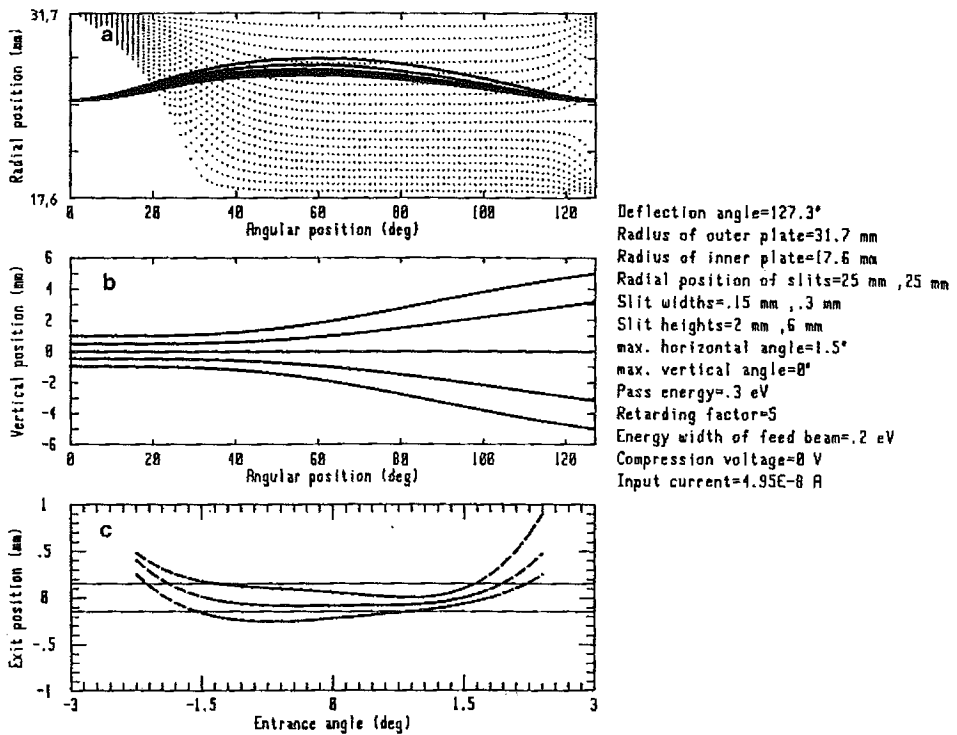 31,7
a
Radial position (mm)
17,6
0 20 40 60 80 100 120
Angular position (deg)
Deflection angle=127.3°
Radius of outer plate=31.7 mm
Radius of inner plate=17.6 mm
Radial position of slits=25 mm ,25 mm
Slit widths=.15 mm ,.3 mm
Slit heights=2 mm ,6 mm
max. horizontal angle=1.5°
max. vertical angle=0°
Pass energy=.3 eV
Retarding factor=5
Energy width of feed beam=.2 eV
Compression voltage=0 V
Input current=4.95E-8 A
b
Vertical position (mm)
6
4
2
0
-2
-4
-6
0 20 40 60 80 100 120
Angular position (deg)
c
Exit position (mm)
1
.5
0
-.5
-1
-3 -1.5 0 1.5 3
Entrance angle (deg)